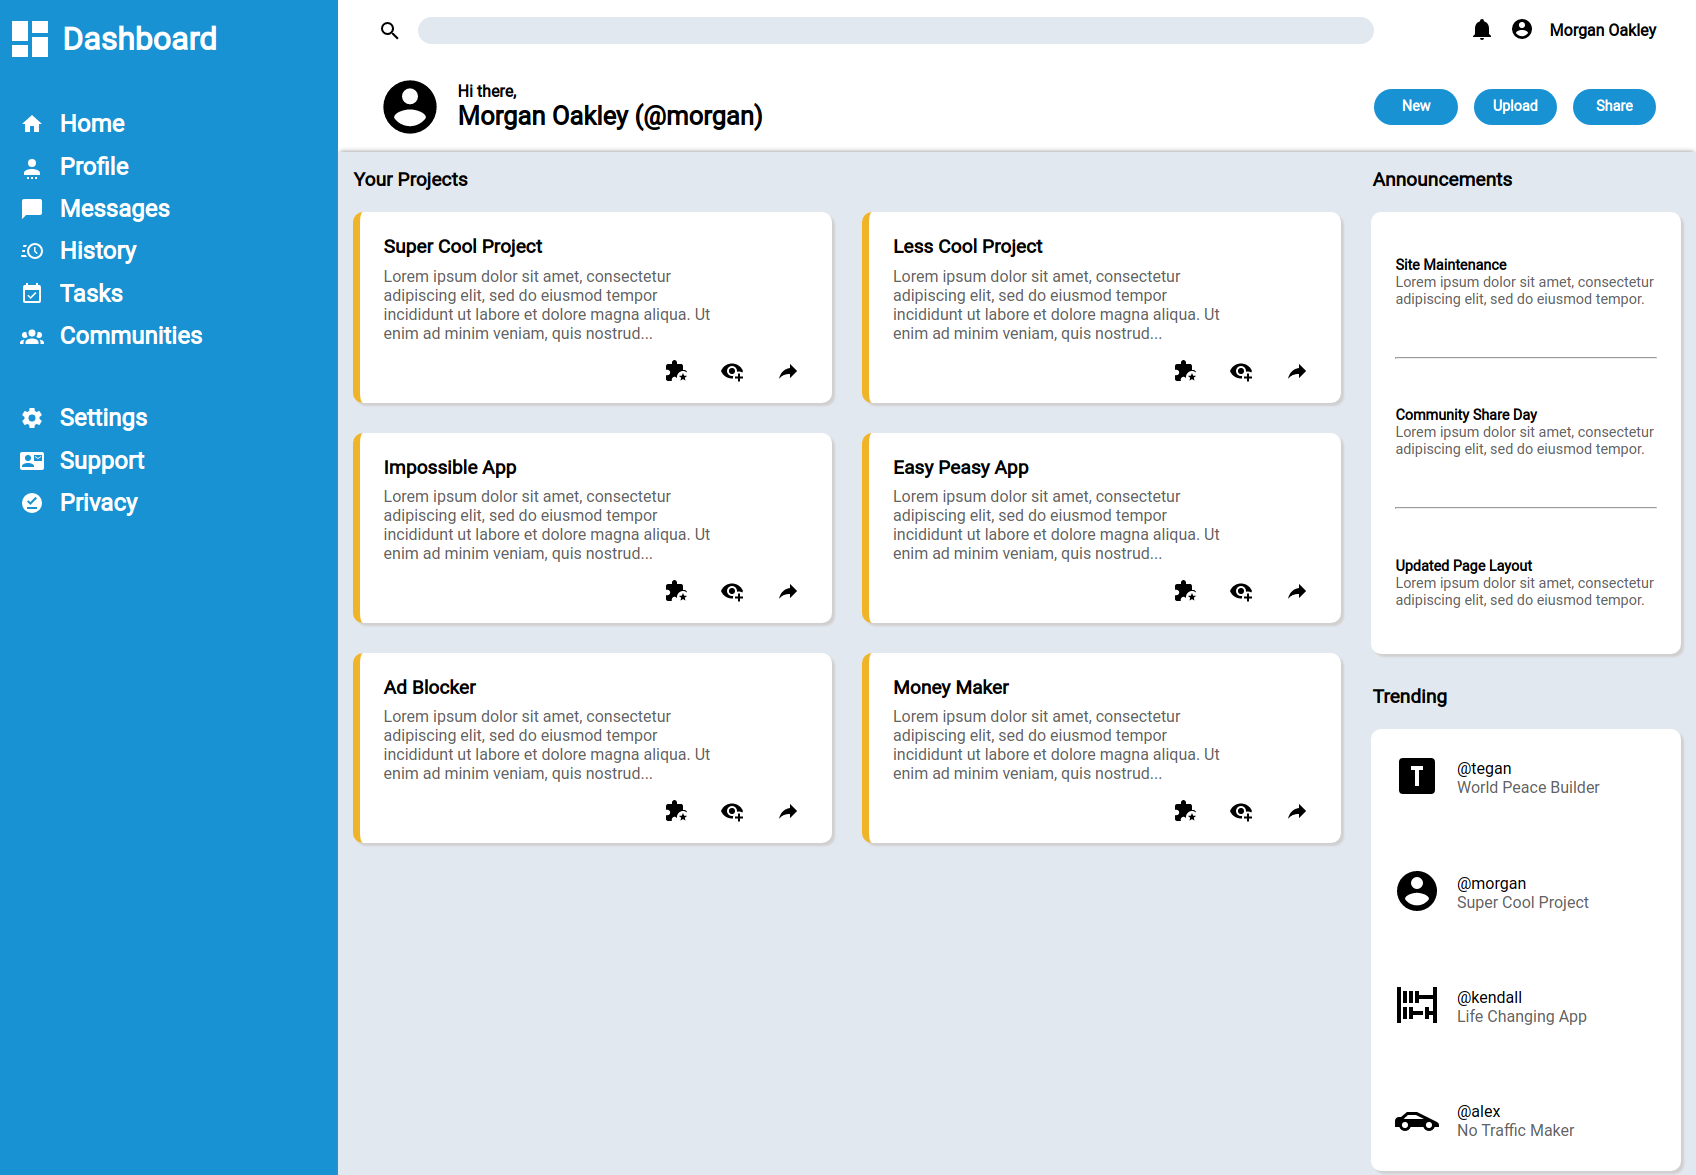 Dashboard
Home
Profile
Messages
History
Tasks
Communities
Settings
Support
Privacy
Morgan Oakley
Hi there,
Morgan Oakley (@morgan)
New
Upload
Share
Your Projects
Super Cool Project
Lorem ipsum dolor sit amet, consectetur
adipiscing elit, sed do eiusmod tempor
incididunt ut labore et dolore magna aliqua. Ut
enim ad minim veniam, quis nostrud...
Less Cool Project
Lorem ipsum dolor sit amet, consectetur
adipiscing elit, sed do eiusmod tempor
incididunt ut labore et dolore magna aliqua. Ut
enim ad minim veniam, quis nostrud...
Impossible App
Lorem ipsum dolor sit amet, consectetur
adipiscing elit, sed do eiusmod tempor
incididunt ut labore et dolore magna aliqua. Ut
enim ad minim veniam, quis nostrud...
Easy Peasy App
Lorem ipsum dolor sit amet, consectetur
adipiscing elit, sed do eiusmod tempor
incididunt ut labore et dolore magna aliqua. Ut
enim ad minim veniam, quis nostrud...
Ad Blocker
Lorem ipsum dolor sit amet, consectetur
adipiscing elit, sed do eiusmod tempor
incididunt ut labore et dolore magna aliqua. Ut
enim ad minim veniam, quis nostrud...
Money Maker
Lorem ipsum dolor sit amet, consectetur
adipiscing elit, sed do eiusmod tempor
incididunt ut labore et dolore magna aliqua. Ut
enim ad minim veniam, quis nostrud...
Announcements
Site Maintenance
Lorem ipsum dolor sit amet, consectetur
adipiscing elit, sed do eiusmod tempor.
Community Share Day
Lorem ipsum dolor sit amet, consectetur
adipiscing elit, sed do eiusmod tempor.
Updated Page Layout
Lorem ipsum dolor sit amet, consectetur
adipiscing elit, sed do eiusmod tempor.
Trending
T
@tegan
World Peace Builder
@morgan
Super Cool Project
@kendall
Life Changing App
@alex
No Traffic Maker